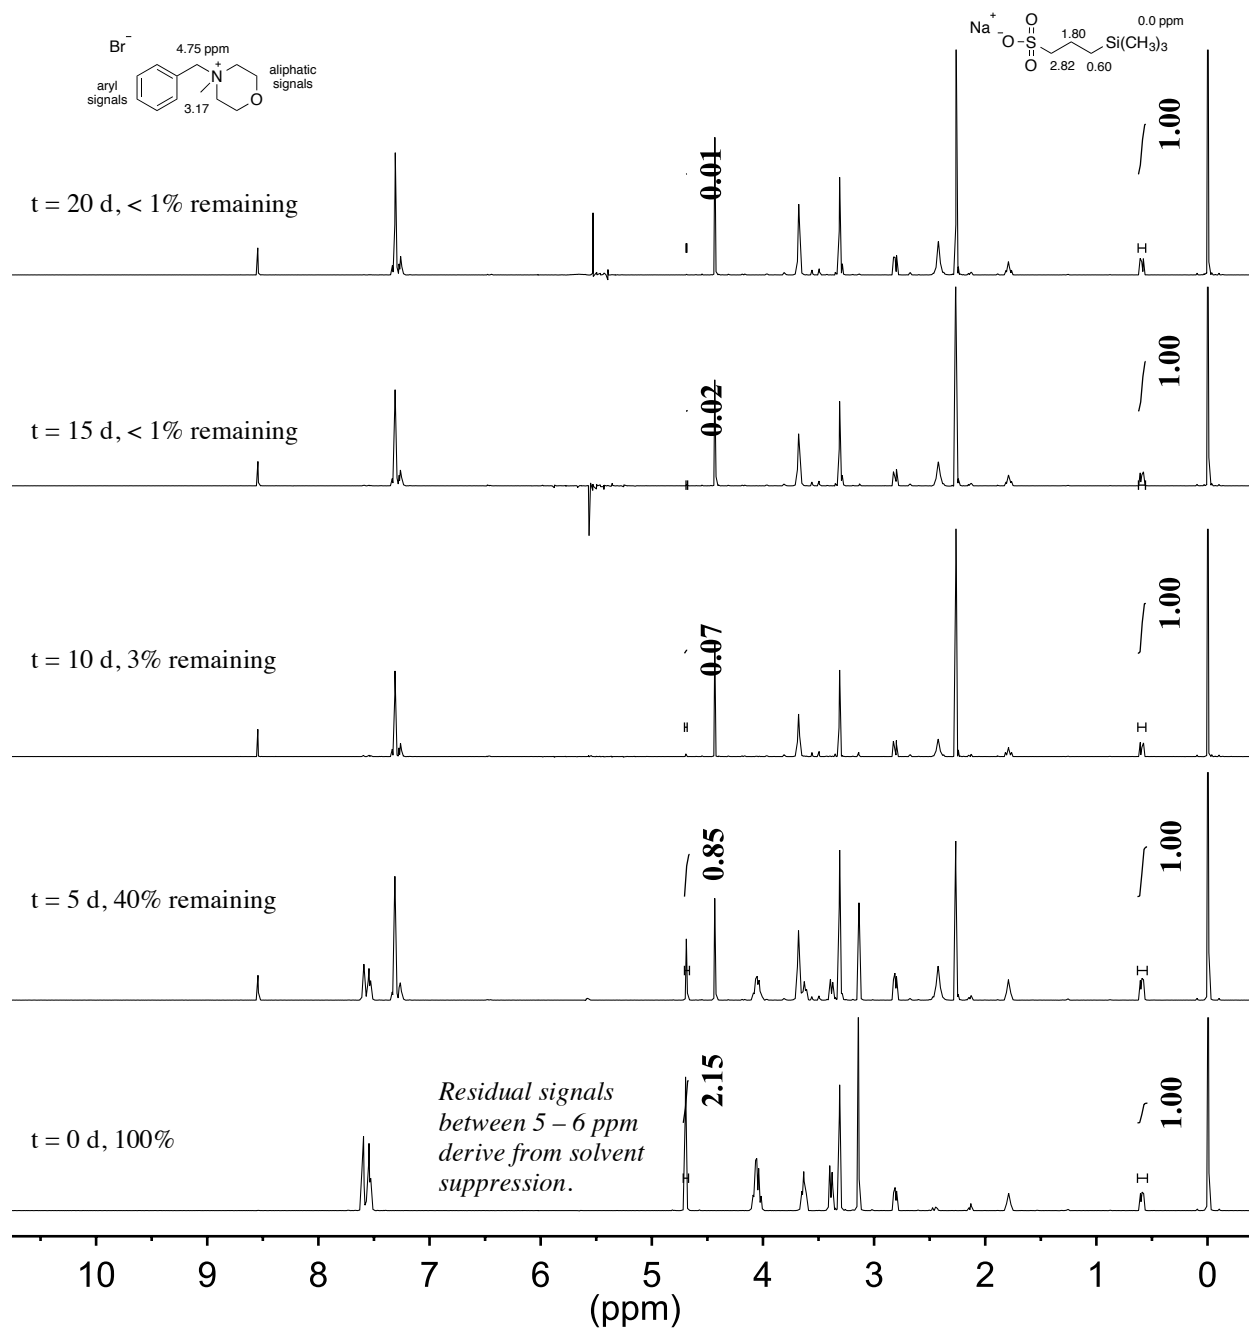 Br−
4.75 ppm
N+
O
aryl
signals
aliphatic
signals
3.17
Na+
−O
S
O
O
1.80
2.82
0.60
Si(CH3)3
0.0 ppm
t = 20 d, < 1% remaining
0.01
1.00
t = 15 d, < 1% remaining
0.02
1.00
t = 10 d, 3% remaining
0.07
1.00
t = 5 d, 40% remaining
0.85
1.00
t = 0 d, 100%
Residual signals
between 5 – 6 ppm
derive from solvent
suppression.
2.15
1.00
10 9 8 7 6 5 4 3 2 1 0
(ppm)